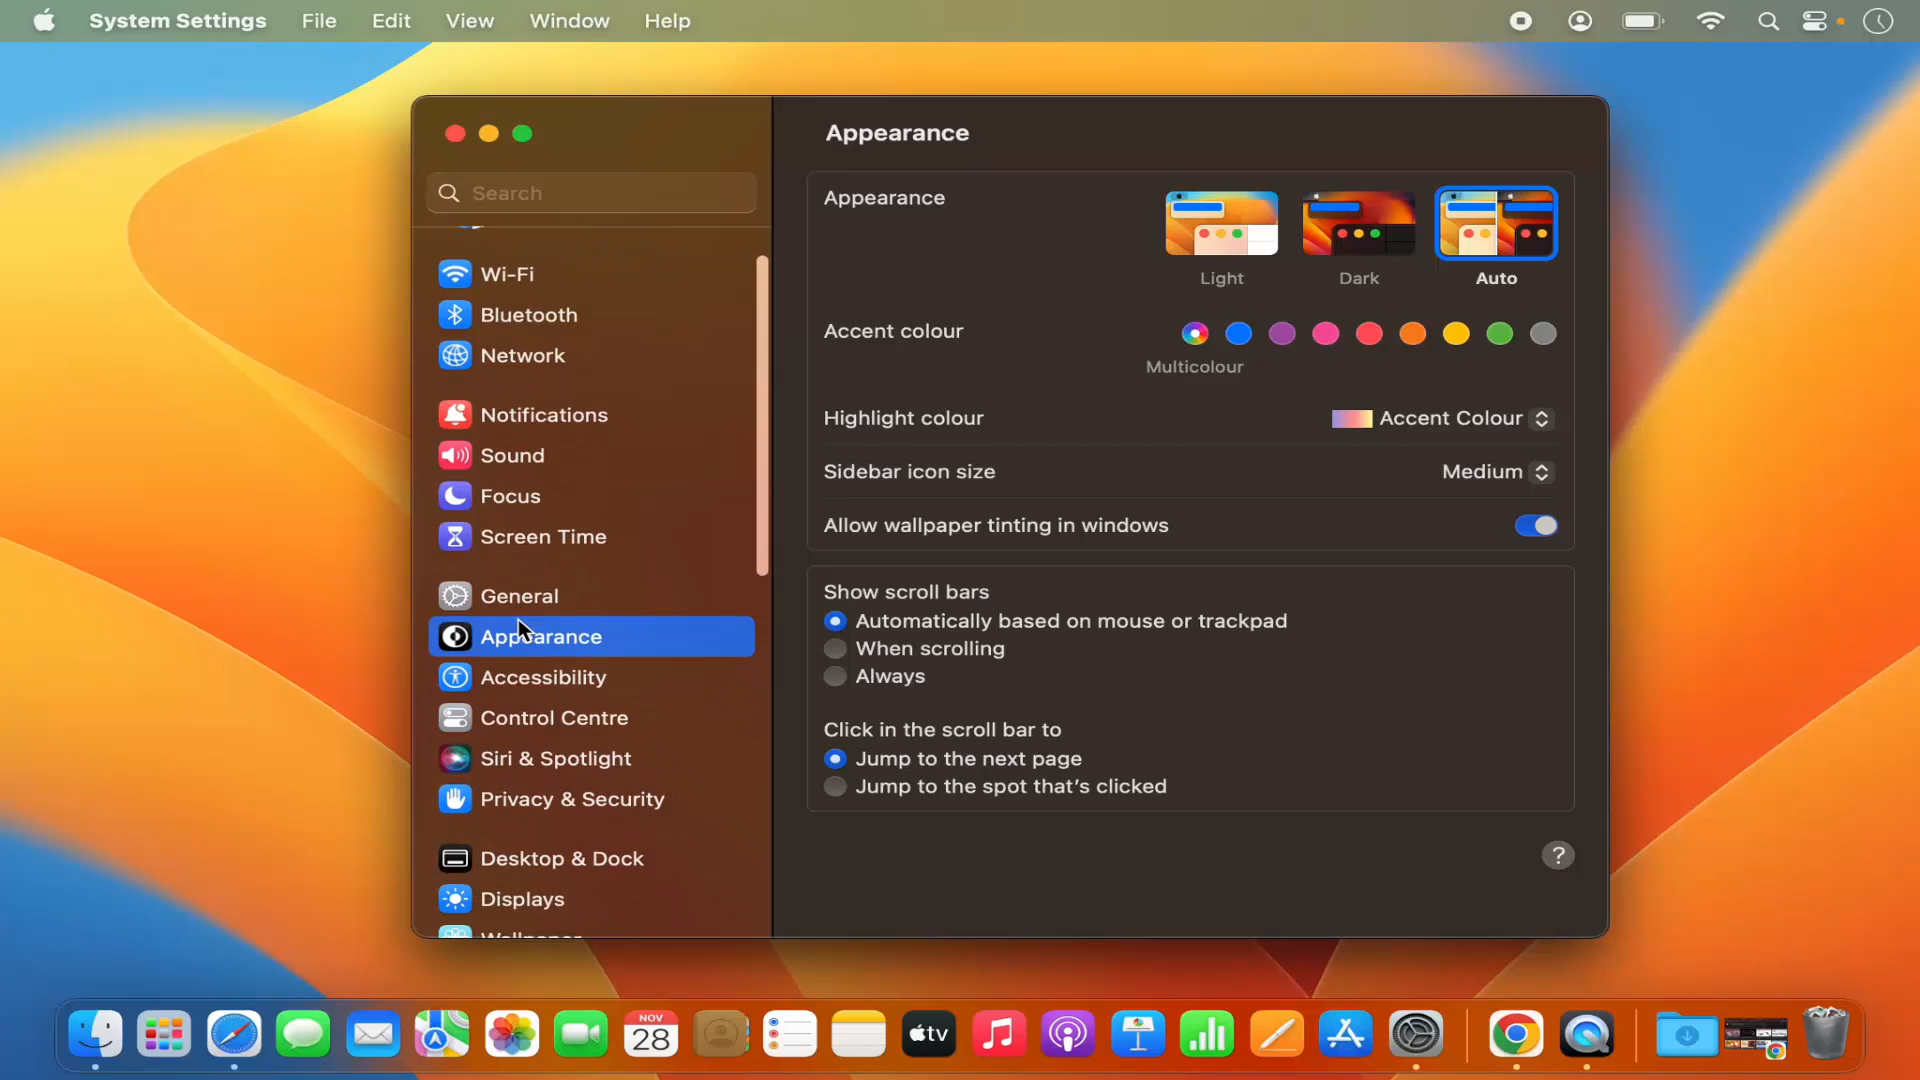 System Settings File Edit View Window Help
Search
Wi-Fi
Bluetooth
Network
Notifications
Sound
Focus
Screen Time
General
Appearance
Accessibility
Control Centre
Siri & Spotlight
Privacy & Security
Desktop & Dock
Displays
Wallpaper
Appearance
Appearance
Light Dark Auto
Accent colour
Multicolour
Highlight colour Accent Colour
Sidebar icon size Medium
Allow wallpaper tinting in windows
Show scroll bars
Automatically based on mouse or trackpad
When scrolling
Always
Click in the scroll bar to
Jump to the next page
Jump to the spot that's clicked
?
NOV
28
tv